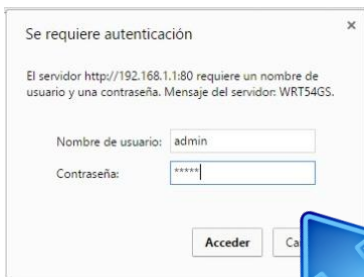 Se requiere autenticación
El servidor http://192.168.1.1:80 requiere un nombre de
usuario y una contraseña. Mensaje del servidor: WRT54GS.
Nombre de usuario: admin
Contraseña: *****
Acceder